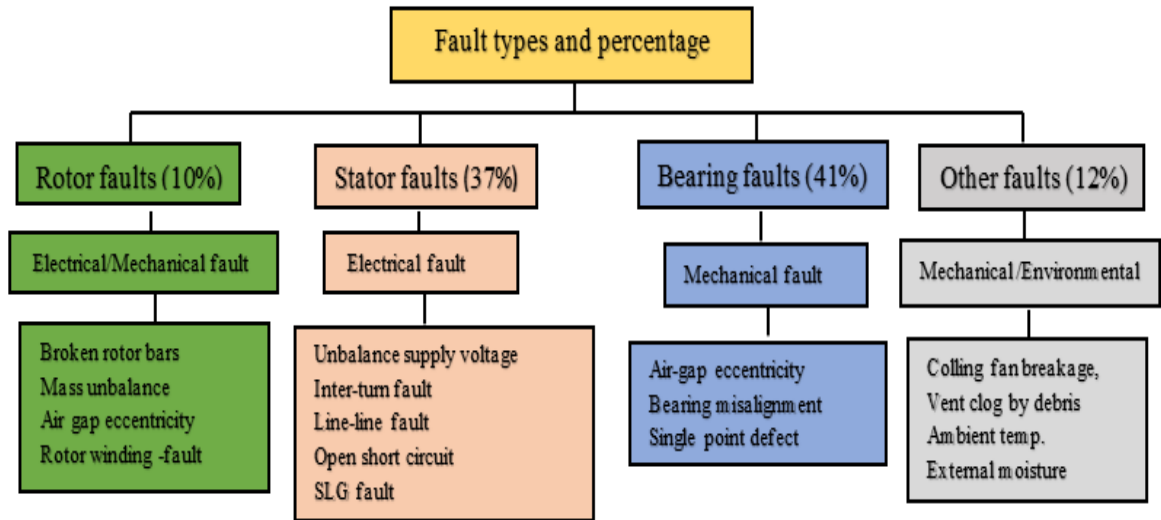 Fault types and percentage
Rotor faults (10%)
Electrical/Mechanical fault
Broken rotor bars
Mass unbalance
Air gap eccentricity
Rotor winding -fault
Stator faults (37%)
Electrical fault
Unbalance supply voltage
Inter-turn fault
Line-line fault
Open short circuit
SLG fault
Bearing faults (41%)
Mechanical fault
Air-gap eccentricity
Bearing misalignment
Single point defect
Other faults (12%)
Mechanical /Environmental
Colling fan breakage,
Vent clog by debris
Ambient temp.
External moisture